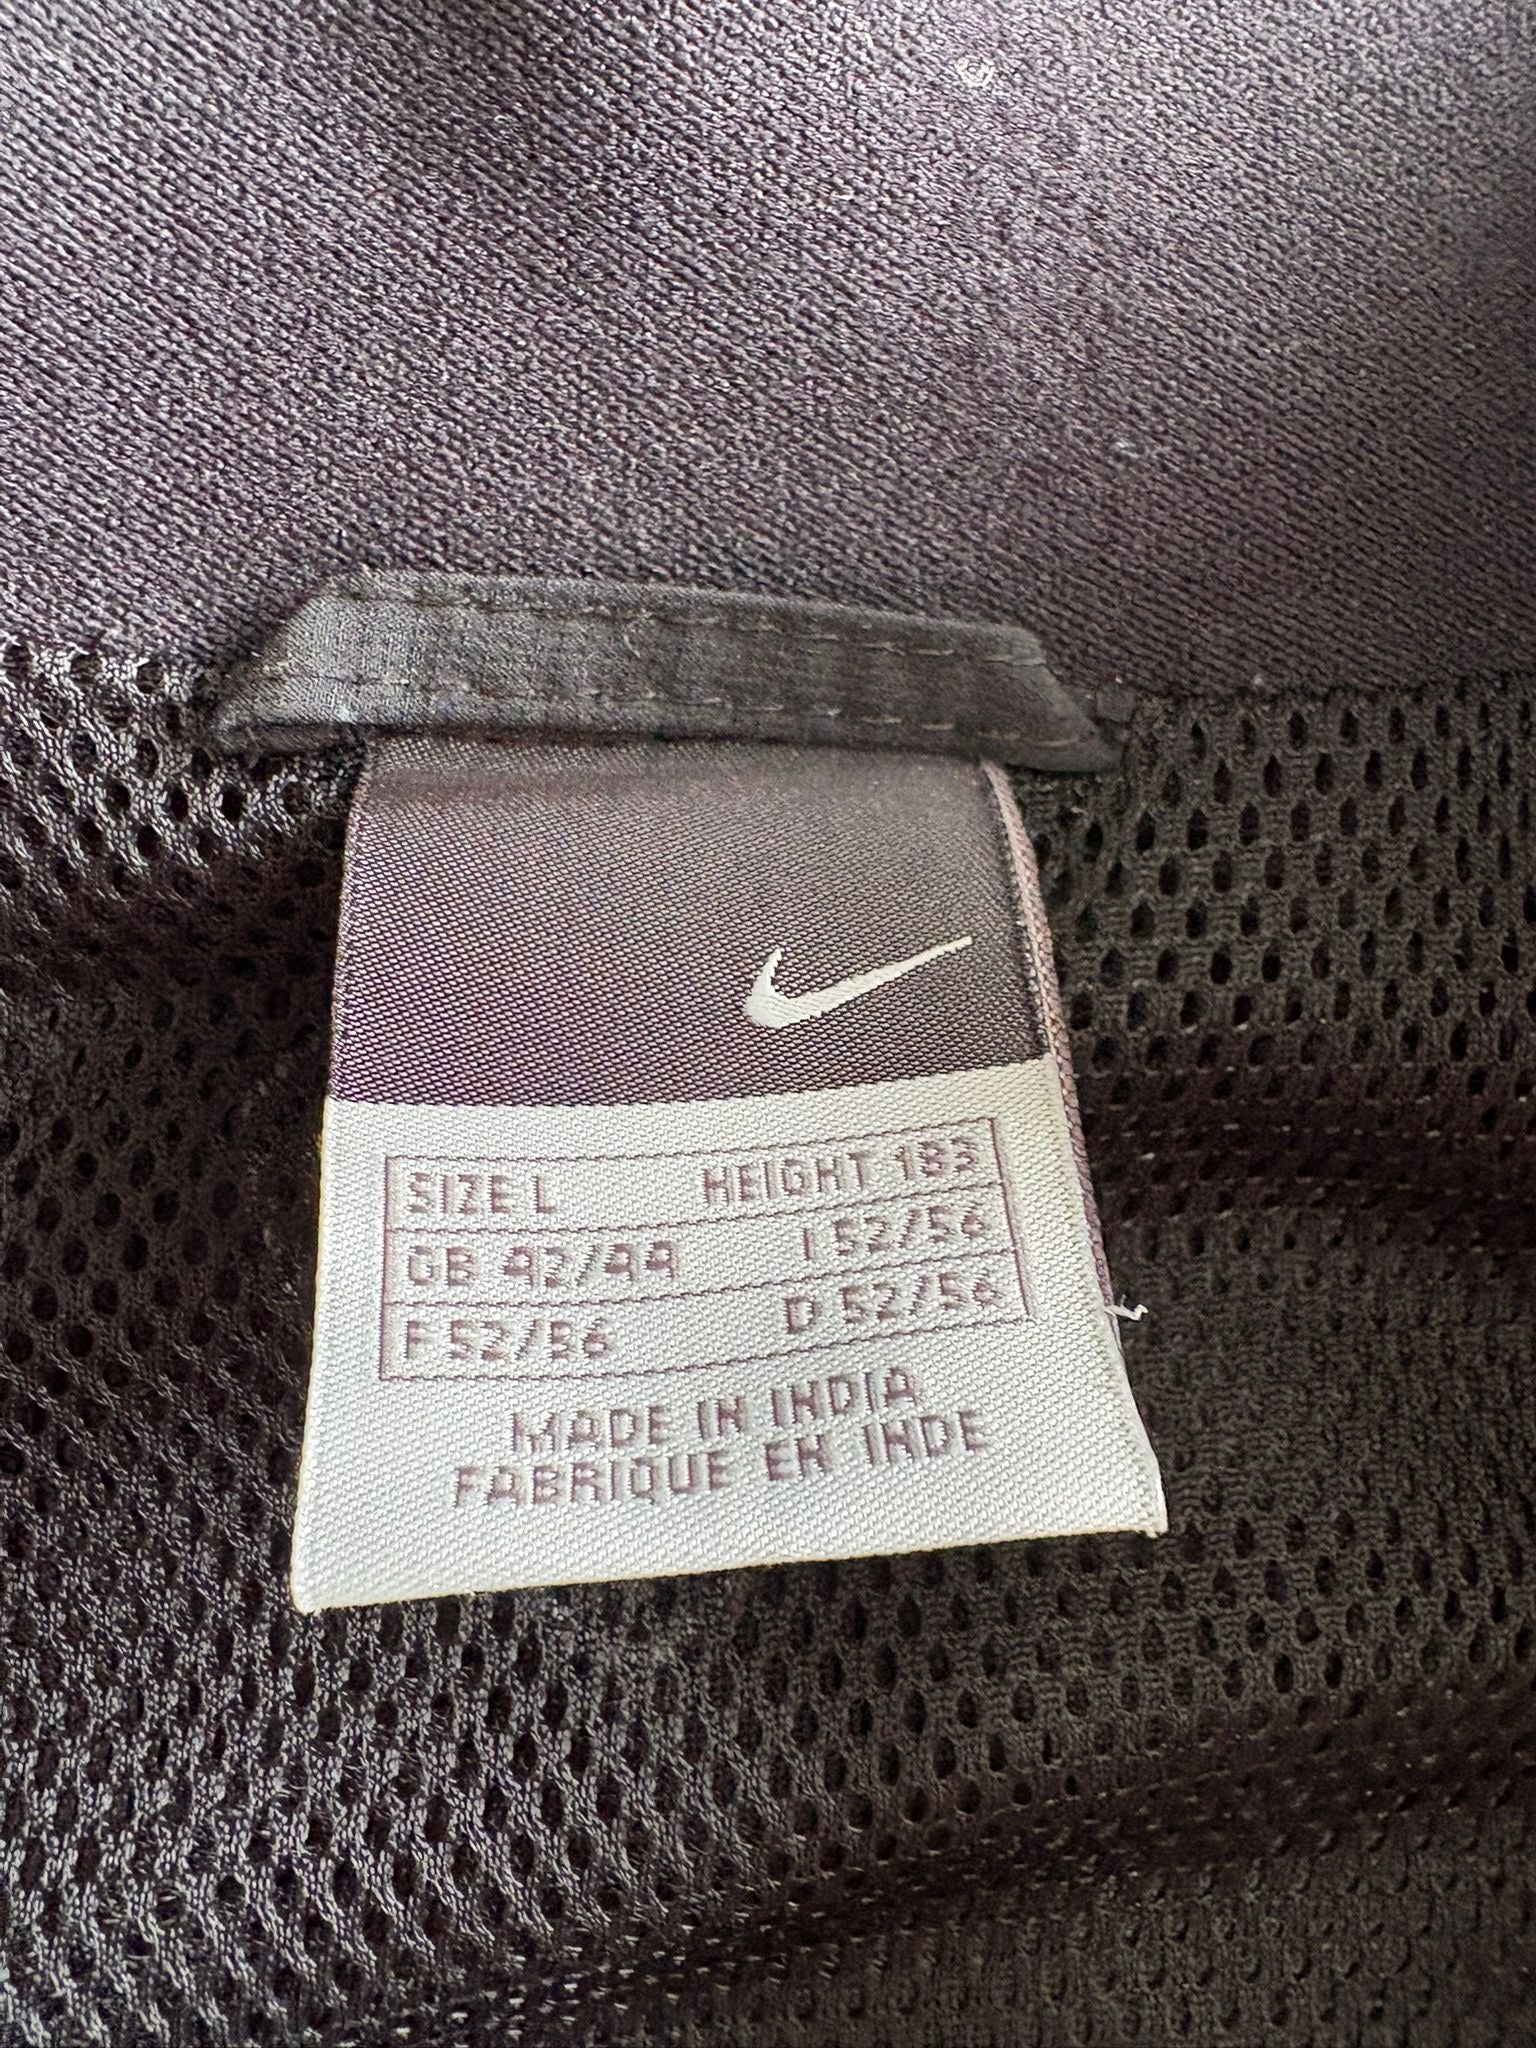 SIZE L HEIGHT 183
GB 42/44 I 52/56
F 52/56 D 52/56
MADE IN INDIA
FABRIQUE EN INDE